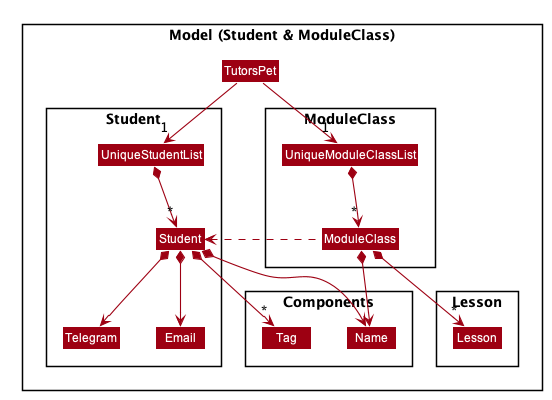 Model (Student & ModuleClass)
TutorsPet
Student
ModuleClass
1
1
UniqueStudentList
UniqueModuleClassList
*
*
Student
ModuleClass
Components
Lesson
*
*
Telegram
Email
Tag
Name
Lesson